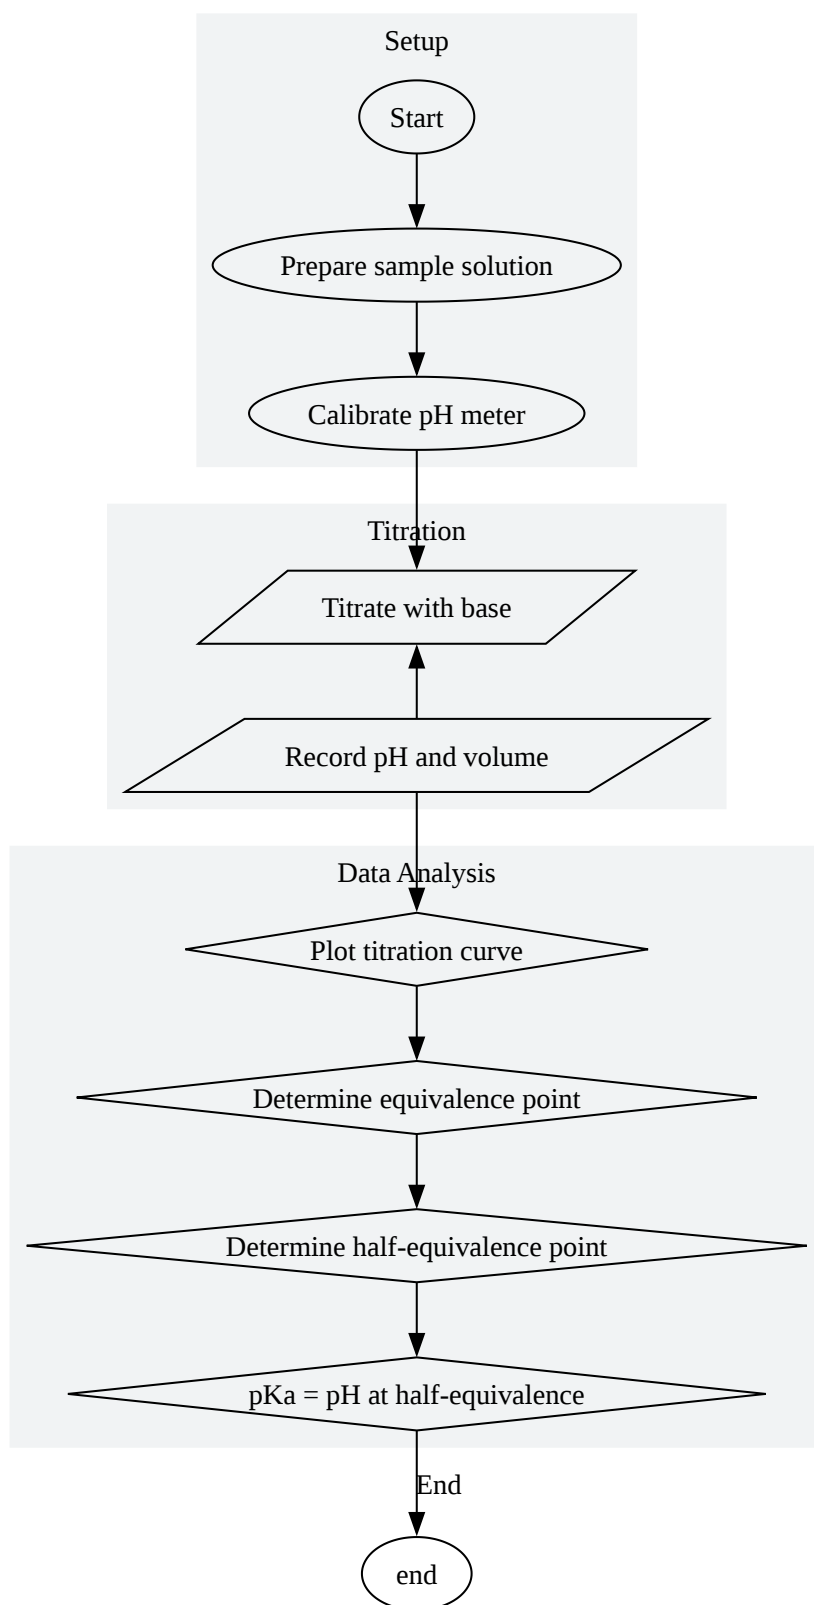 Setup
Start
Prepare sample solution
Calibrate pH meter
Titration
Titrate with base
Record pH and volume
Data Analysis
Plot titration curve
Determine equivalence point
Determine half-equivalence point
pKa = pH at half-equivalence
End
end